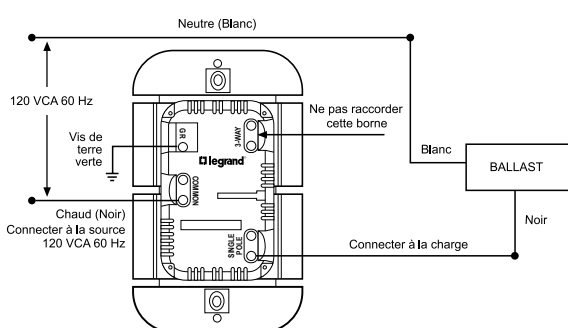 Neutre (Blanc)
120 VCA 60 Hz
Vis de
terre
verte
GR
3-WAY
Ne pas raccorder
cette borne
legrand
COMMON
Chaud (Noir)
Connecter à la source
120 VCA 60 Hz
SINGLE
POLE
Connecter à la charge
Blanc
BALLAST
Noir